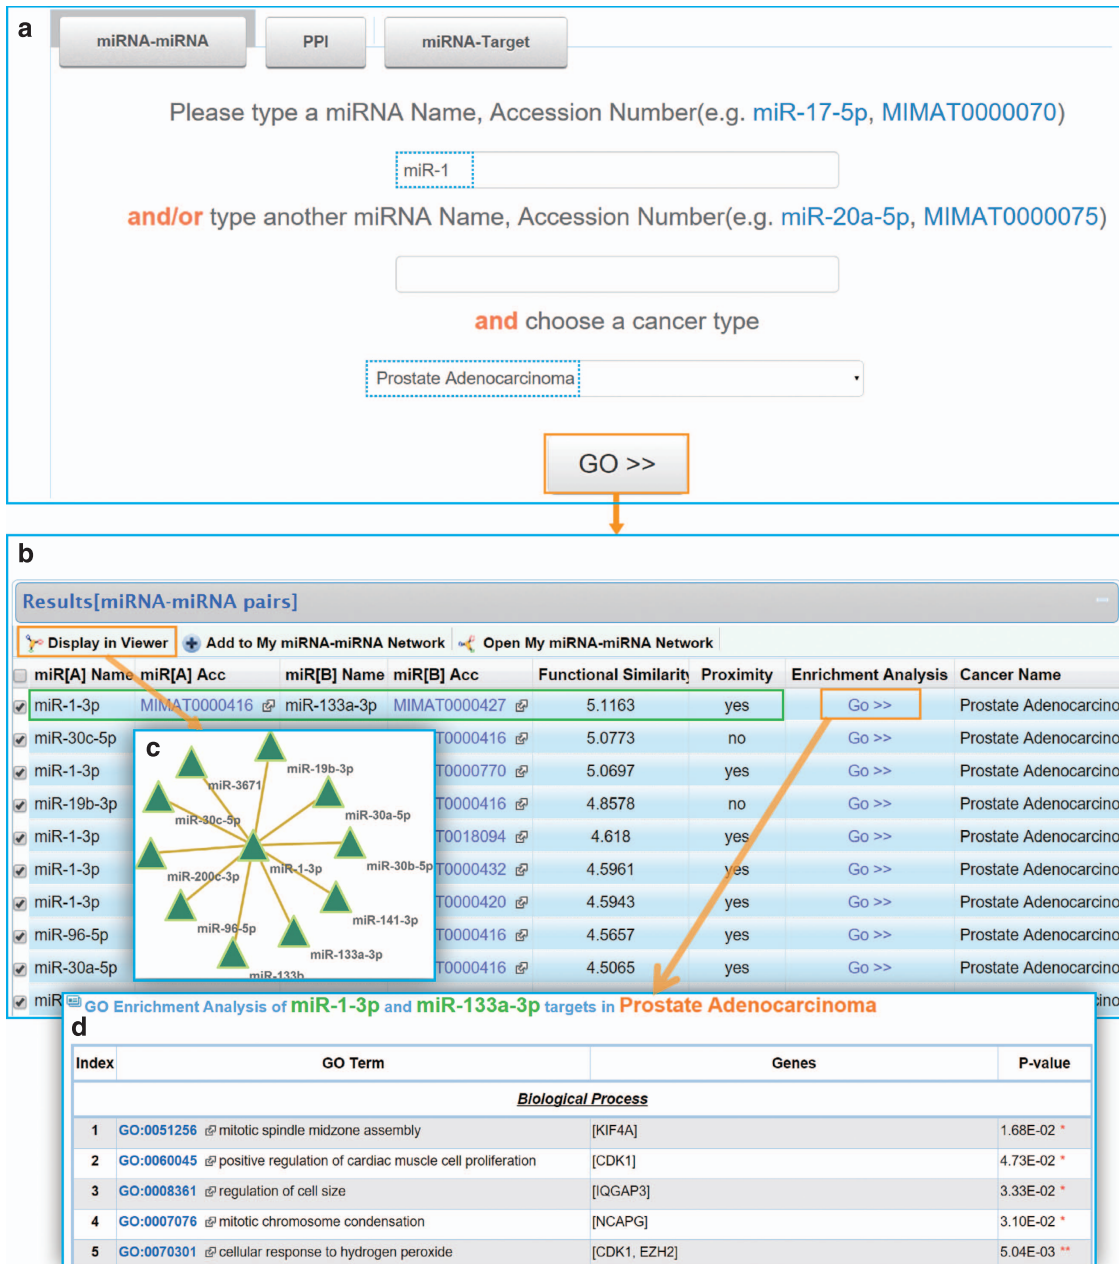 a
miRNA-miRNA PPI miRNA-Target
Please type a miRNA Name, Accession Number(e.g. miR-17-5p, MIMAT0000070)
miR-1
and/or type another miRNA Name, Accession Number(e.g. miR-20a-5p, MIMAT0000075)
and choose a cancer type
Prostate Adenocarcinoma
GO >>
b
Results[miRNA-miRNA pairs]
Display in Viewer Add to My miRNA-miRNA Network Open My miRNA-miRNA Network
miR[A] Name miR[A] Acc miR[B] Name miR[B] Acc Functional Similarity Proximity Enrichment Analysis Cancer Name
miR-1-3p MIMAT0000416 miR-133a-3p MIMAT0000427 5.1163 yes Go >> Prostate Adenocarcino
miR-30c-5p T0000416 5.0773 no Go >> Prostate Adenocarcino
miR-1-3p T0000770 5.0697 yes Go >> Prostate Adenocarcino
miR-19b-3p T0000416 4.8578 no Go >> Prostate Adenocarcino
miR-1-3p T0018094 4.618 yes Go >> Prostate Adenocarcino
miR-1-3p T0000432 4.5961 yes Go >> Prostate Adenocarcino
miR-1-3p T0000420 4.5943 yes Go >> Prostate Adenocarcino
miR-96-5p T0000416 4.5657 yes Go >> Prostate Adenocarcino
miR-30a-5p T0000416 4.5065 yes Go >> Prostate Adenocarcino
miR ino
c
miR-19b-3p
miR-3671
miR-30a-5p
miR-30c-5p
miR-30b-5p
miR-1-3p
miR-200c-3p
miR-141-3p
miR-96-5p
miR-133a-3p
miR-133b
GO Enrichment Analysis of miR-1-3p and miR-133a-3p targets in Prostate Adenocarcinoma
d
Index GO Term Genes P-value
Biological Process
1 GO:0051256 mitotic spindle midzone assembly [KIF4A] 1.68E-02 *
2 GO:0060045 positive regulation of cardiac muscle cell proliferation [CDK1] 4.73E-02 *
3 GO:0008361 regulation of cell size [IQGAP3] 3.33E-02 *
4 GO:0007076 mitotic chromosome condensation [NCAPG] 3.10E-02 *
5 GO:0070301 cellular response to hydrogen peroxide [CDK1, EZH2] 5.04E-03 **